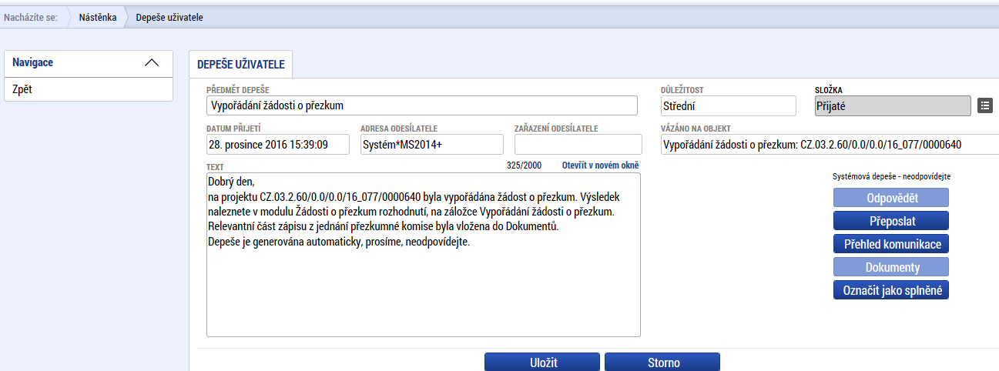 Nacházíte se: Nástěnka Depeše uživatele
Navigace
Zpět
DEPEŠE UŽIVATELE
PŘEDMĚT DEPEŠE DŮLEŽITOST SLOŽKA
Vypořádání žádosti o přezkum Střední Přijaté
DATUM PŘIJETÍ ADRESA ODESÍLATELE ZAŘAZENÍ ODESÍLATELE VÁZÁNO NA OBJEKT
28. prosince 2016 15:39:09 Systém*MS2014+ Vypořádání žádosti o přezkum: CZ.03.2.60/0.0/0.0/16_077/0000640
TEXT 325/2000 Otevřít v novém okně
Dobrý den,
na projektu CZ.03.2.60/0.0/0.0/16_077/0000640 byla vypořádána žádost o přezkum. Výsledek
naleznete v modulu Žádosti o přezkum rozhodnutí, na záložce Vypořádání žádosti o přezkum.
Relevantní část zápisu z jednání přezkumné komise byla vložena do Dokumentů.
Depeše je generována automaticky, prosíme, neodpovídejte.
Systémová depeše - neodpovídejte
Odpovědět
Přeposlat
Přehled komunikace
Dokumenty
Označit jako splněné
Uložit Storno